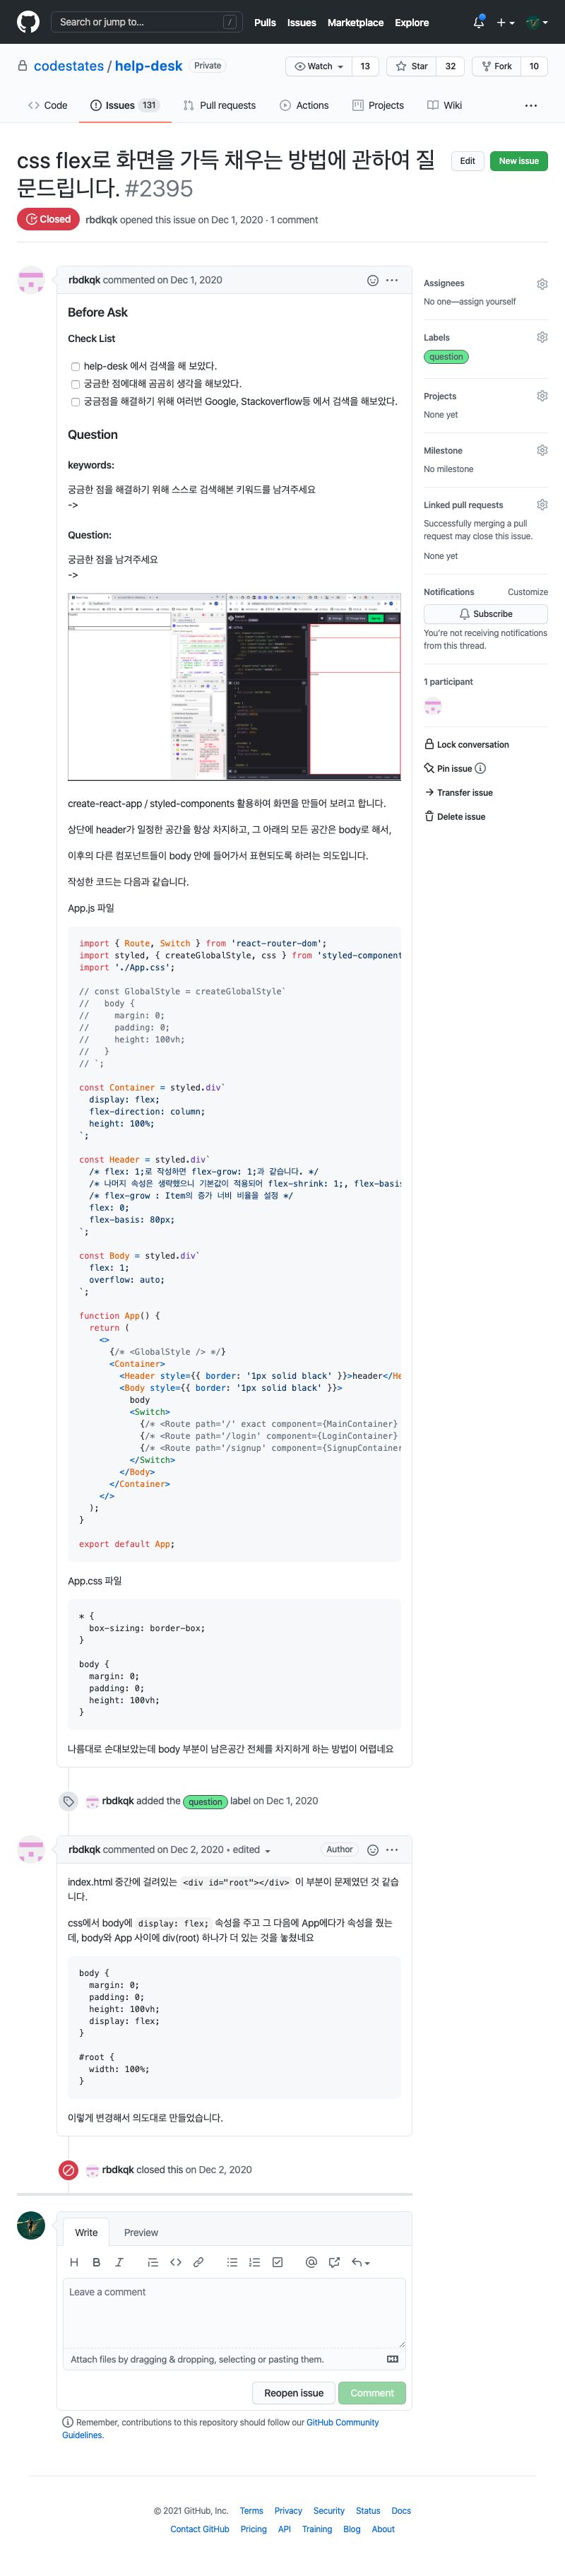 Search or jump to...
/
Pulls Issues Marketplace Explore
codestates / help-desk Private
Watch 13 Star 32 Fork 10
Code Issues 131 Pull requests Actions Projects Wiki
css flex로 화면을 가득 채우는 방법에 관하여 질
문드립니다. #2395
Edit New issue
Closed rbdkqk opened this issue on Dec 1, 2020 · 1 comment
rbdkqk commented on Dec 1, 2020
Before Ask
Check List
help-desk 에서 검색을 해 보았다.
궁금한 점에대해 곰곰히 생각을 해보았다.
궁금점을 해결하기 위해 여러번 Google, Stackoverflow등 에서 검색을 해보았다.
Question
keywords:
궁금한 점을 해결하기 위해 스스로 검색해본 키워드를 남겨주세요
->
Question:
궁금한 점을 남겨주세요
->
create-react-app / styled-components 활용하여 화면을 만들어 보려고 합니다.
상단에 header가 일정한 공간을 항상 차지하고, 그 아래의 모든 공간은 body로 해서,
이후의 다른 컴포넌트들이 body 안에 들어가서 표현되도록 하려는 의도입니다.
작성한 코드는 다음과 같습니다.
App.js 파일
import { Route, Switch } from 'react-router-dom';
import styled, { createGlobalStyle, css } from 'styled-component
import './App.css';
// const GlobalStyle = createGlobalStyle`
//   body {
//     margin: 0;
//     padding: 0;
//     height: 100vh;
//   }
// `;
const Container = styled.div`
  display: flex;
  flex-direction: column;
  height: 100%;
`;
const Header = styled.div`
  /* flex: 1;로 작성하면 flex-grow: 1;과 같습니다. */
  /* 나머지 속성은 생략했으니 기본값이 적용되어 flex-shrink: 1;, flex-basis
  /* flex-grow : Item의 증가 너비 비율을 설정 */
  flex: 0;
  flex-basis: 80px;
`;
const Body = styled.div`
  flex: 1;
  overflow: auto;
`;
function App() {
  return (
    <>
      {/* <GlobalStyle /> */}
      <Container>
        <Header style={{ border: '1px solid black' }}>header</He
        <Body style={{ border: '1px solid black' }}>
          body
          <Switch>
            {/* <Route path='/' exact component={MainContainer}
            {/* <Route path='/login' component={LoginContainer}
            {/* <Route path='/signup' component={SignupContainer
          </Switch>
        </Body>
      </Container>
    </>
  );
}
export default App;
App.css 파일
* {
  box-sizing: border-box;
}
body {
  margin: 0;
  padding: 0;
  height: 100vh;
}
나름대로 손대보았는데 body 부분이 남은공간 전체를 차지하게 하는 방법이 어렵네요
rbdkqk added the question label on Dec 1, 2020
rbdkqk commented on Dec 2, 2020 • edited Author
index.html 중간에 걸려있는 <div id="root"></div> 이 부분이 문제였던 것 같습
니다.
css에서 body에 display: flex; 속성을 주고 그 다음에 App에다가 속성을 줬는
데, body와 App 사이에 div(root) 하나가 더 있는 것을 놓쳤네요
body {
  margin: 0;
  padding: 0;
  height: 100vh;
  display: flex;
}
#root {
  width: 100%;
}
이렇게 변경해서 의도대로 만들었습니다.
rbdkqk closed this on Dec 2, 2020
Write Preview
Leave a comment
Attach files by dragging & dropping, selecting or pasting them.
Reopen issue Comment
Remember, contributions to this repository should follow our GitHub Community
Guidelines.
Assignees
No one—assign yourself
Labels
question
Projects
None yet
Milestone
No milestone
Linked pull requests
Successfully merging a pull
request may close this issue.
None yet
Notifications Customize
Subscribe
You're not receiving notifications
from this thread.
1 participant
Lock conversation
Pin issue
Transfer issue
Delete issue
© 2021 GitHub, Inc. Terms Privacy Security Status Docs
Contact GitHub Pricing API Training Blog About